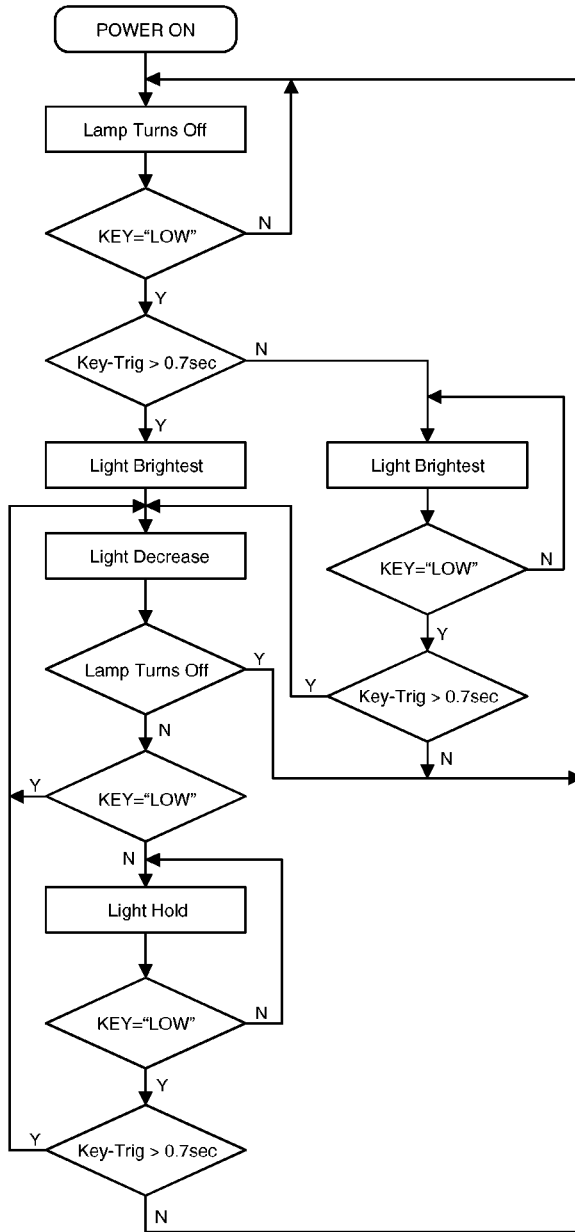 POWER ON
Lamp Turns Off
KEY=“LOW”
N
Y
Key-Trig > 0.7sec
N
Y
Light Brightest
Light Brightest
Light Decrease
KEY=“LOW”
N
Y
Lamp Turns Off
Y
Y
Key-Trig > 0.7sec
N
N
Y
KEY=“LOW”
N
Light Hold
KEY=“LOW”
N
Y
Y
Key-Trig > 0.7sec
N